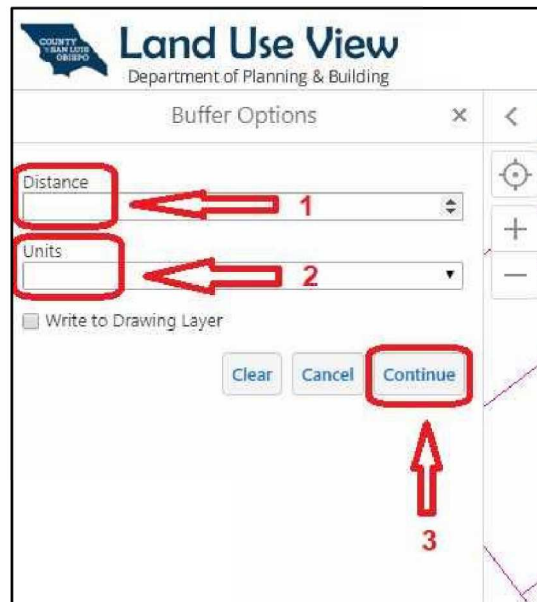 COUNTY
OF SAN LUIS
OBISPO
Land Use View
Department of Planning & Building
Buffer Options
Distance
1
Units
2
Write to Drawing Layer
Clear Cancel Continue
3